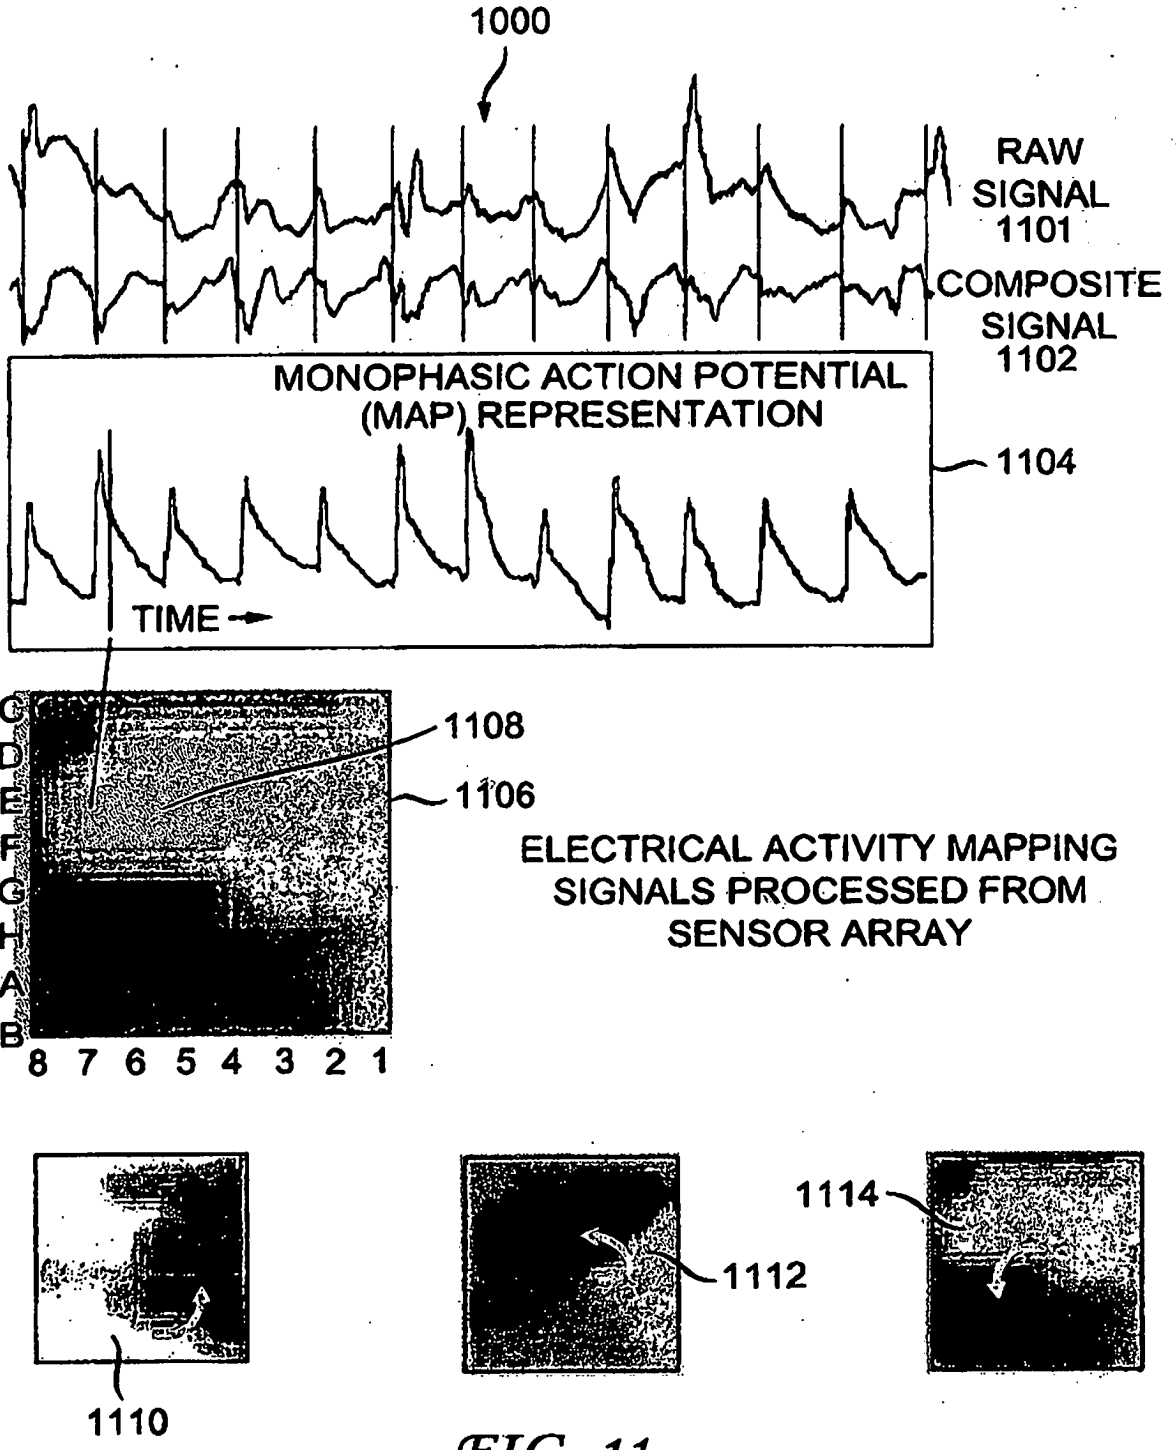 1000
RAW
SIGNAL
1101
COMPOSITE
SIGNAL
1102
MONOPHASIC ACTION POTENTIAL
(MAP) REPRESENTATION
1104
TIME
C
D
E
F
G
H
A
B
8 7 6 5 4 3 2 1
1108
1106
ELECTRICAL ACTIVITY MAPPING
SIGNALS PROCESSED FROM
SENSOR ARRAY
1110
1112
1114
FIG. 11